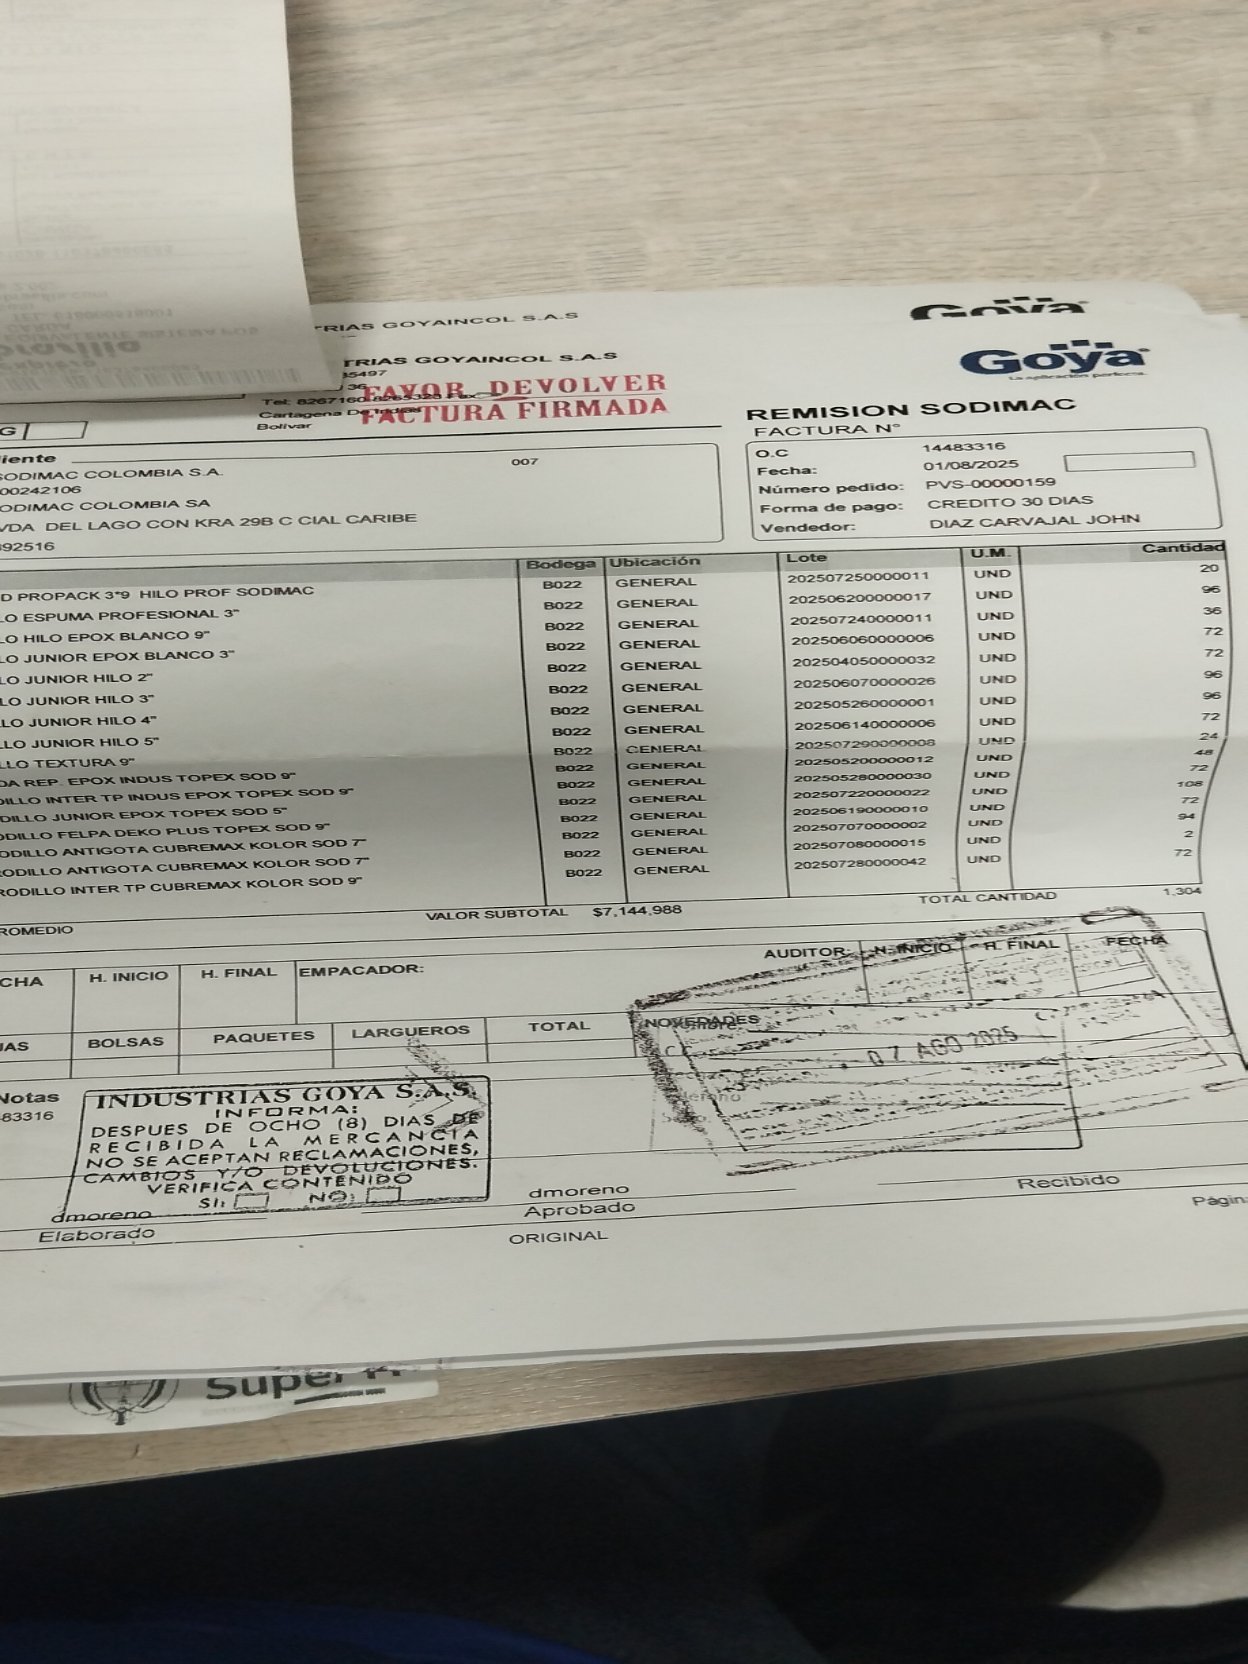 TRIAS GOYAINCOL S.A.S
Goya
TRIAS GOYAINCOL S.A.S
Goya
5497
36
FAVOR DEVOLVER
FACTURA FIRMADA
Tel: 8267160
Cartagena De Indias
Bolivar
REMISION SODIMAC
FACTURA N°
G
iente
007
SODIMAC COLOMBIA S.A.
00242106
ODIMAC COLOMBIA SA
VDA DEL LAGO CON KRA 29B C CIAL CARIBE
392516
O.C 14483316
Fecha: 01/08/2025
Número pedido: PVS-00000159
Forma de pago: CREDITO 30 DIAS
Vendedor: DIAZ CARVAJAL JOHN
Bodega Ubicación Lote U.M. Cantidad
D PROPACK 3*9 HILO PROF SODIMAC B022 GENERAL 202507250000011 UND 20
LO ESPUMA PROFESIONAL 3" B022 GENERAL 202506200000017 UND 96
LO HILO EPOX BLANCO 9" B022 GENERAL 202507240000011 UND 36
LO JUNIOR EPOX BLANCO 3" B022 GENERAL 202506060000006 UND 72
LO JUNIOR HILO 2" B022 GENERAL 202504050000032 UND 72
LO JUNIOR HILO 3" B022 GENERAL 202506070000026 UND 96
LO JUNIOR HILO 4" B022 GENERAL 202505260000001 UND 96
LLO JUNIOR HILO 5" B022 GENERAL 202506140000006 UND 72
LLO TEXTURA 9" B022 GENERAL 202507290000008 UND 24
DA REP. EPOX INDUS TOPEX SOD 9" B022 GENERAL 202505200000012 UND 48
DILLO INTER TP INDUS EPOX TOPEX SOD 9" B022 GENERAL 202505280000030 UND 72
DILLO JUNIOR EPOX TOPEX SOD 5" B022 GENERAL 202507220000022 UND 108
ODILLO FELPA DEKO PLUS TOPEX SOD 9" B022 GENERAL 202506190000010 UND 72
ODILLO ANTIGOTA CUBREMAX KOLOR SOD 7" B022 GENERAL 202507070000002 UND 94
RODILLO ANTIGOTA CUBREMAX KOLOR SOD 7" B022 GENERAL 202507080000015 UND 2
RODILLO INTER TP CUBREMAX KOLOR SOD 9" B022 GENERAL 202507280000042 UND 72
VALOR SUBTOTAL $7,144,988 TOTAL CANTIDAD 1,304
ROMEDIO
CHA H. INICIO H. FINAL EMPACADOR: AUDITOR: H. INICIO H. FINAL FECHA
JAS BOLSAS PAQUETES LARGUEROS TOTAL NOVEDADES
07 AGO 2025
Notas
83316
INDUSTRIAS GOYA S.A.S.
INFORMA:
DESPUES DE OCHO (8) DIAS DE
RECIBIDA LA MERCANCIA
NO SE ACEPTAN RECLAMACIONES,
CAMBIOS Y/O DEVOLUCIONES.
VERIFICA CONTENIDO
SI: NO:
dmoreno
Elaborado
dmoreno
Aprobado
Recibido
ORIGINAL
Págin
Super